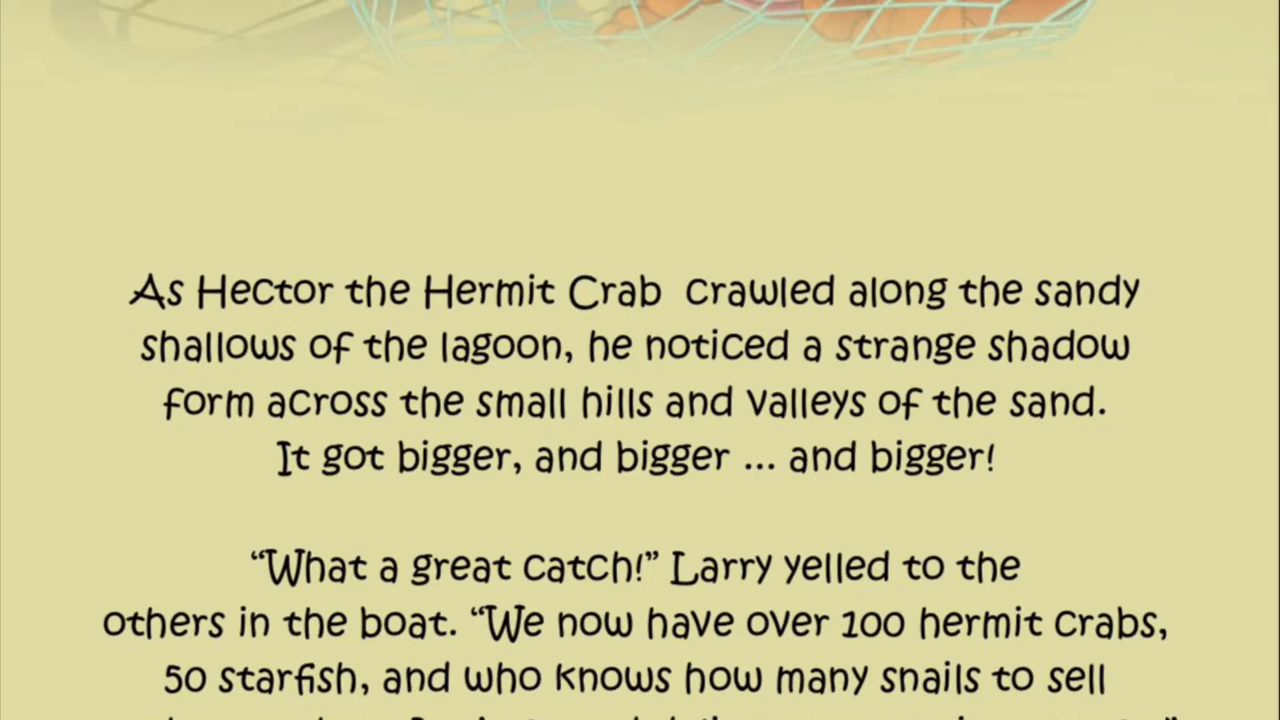 As Hector the Hermit Crab crawled along the sandy
shallows of the lagoon, he noticed a strange shadow
form across the small hills and valleys of the sand.
It got bigger, and bigger ... and bigger!
“What a great catch!” Larry yelled to the
others in the boat. “We now have over 100 hermit crabs,
50 starfish, and who knows how many snails to sell